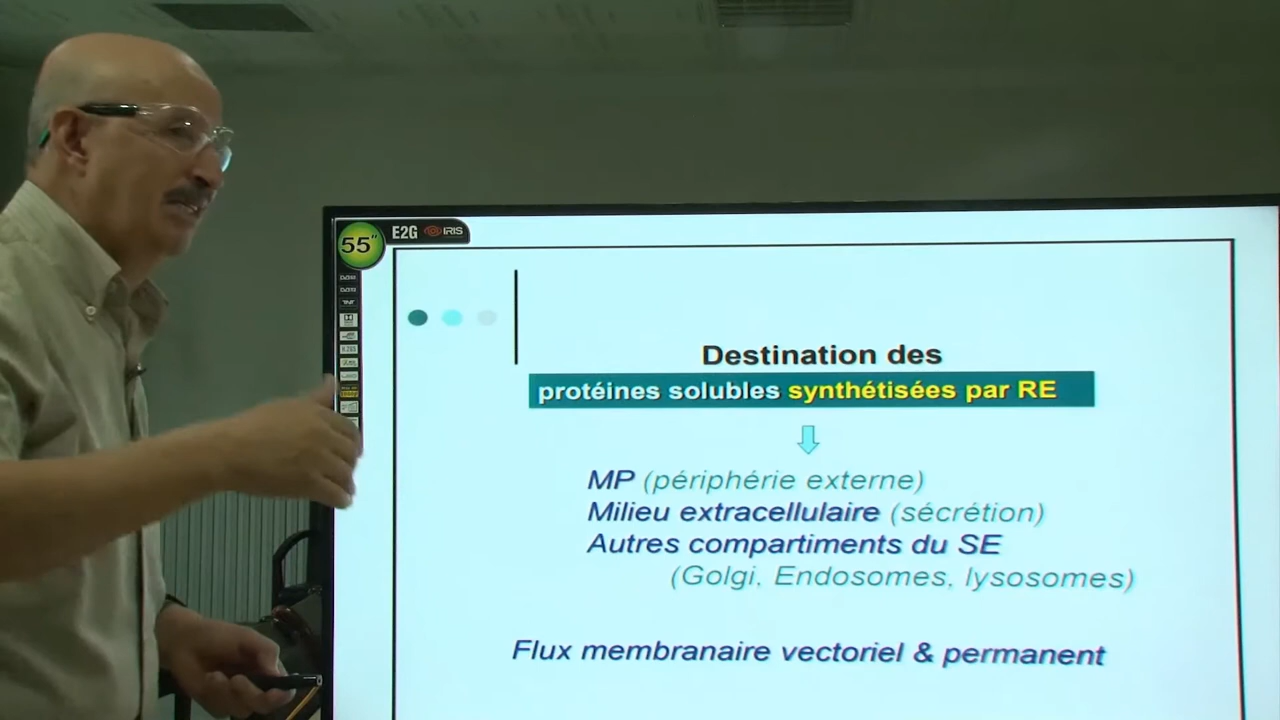 55"
E2G IRIS
Destination des
protéines solubles synthétisées par RE
MP (périphérie externe)
Milieu extracellulaire (sécrétion)
Autres compartiments du SE
(Golgi, Endosomes, lysosomes)
Flux membranaire vectoriel & permanent